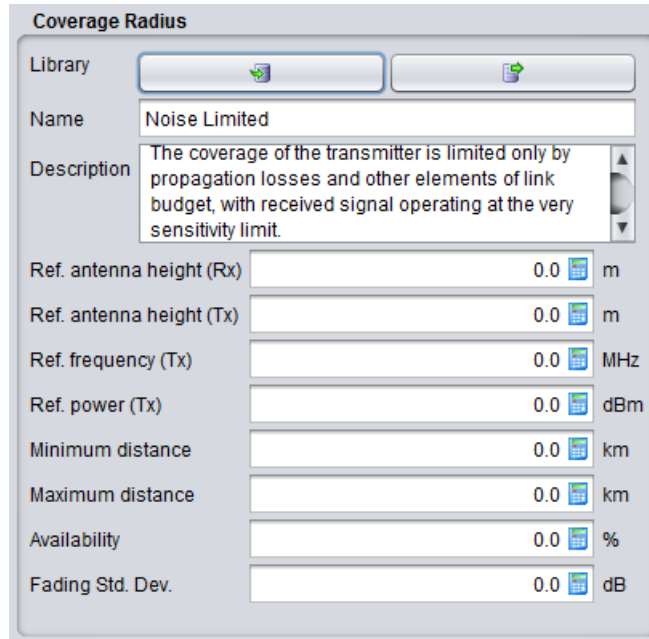 Coverage Radius
Library
Name Noise Limited
Description The coverage of the transmitter is limited only by
propagation losses and other elements of link
budget, with received signal operating at the very
sensitivity limit.
Ref. antenna height (Rx) 0.0 m
Ref. antenna height (Tx) 0.0 m
Ref. frequency (Tx) 0.0 MHz
Ref. power (Tx) 0.0 dBm
Minimum distance 0.0 km
Maximum distance 0.0 km
Availability 0.0 %
Fading Std. Dev. 0.0 dB